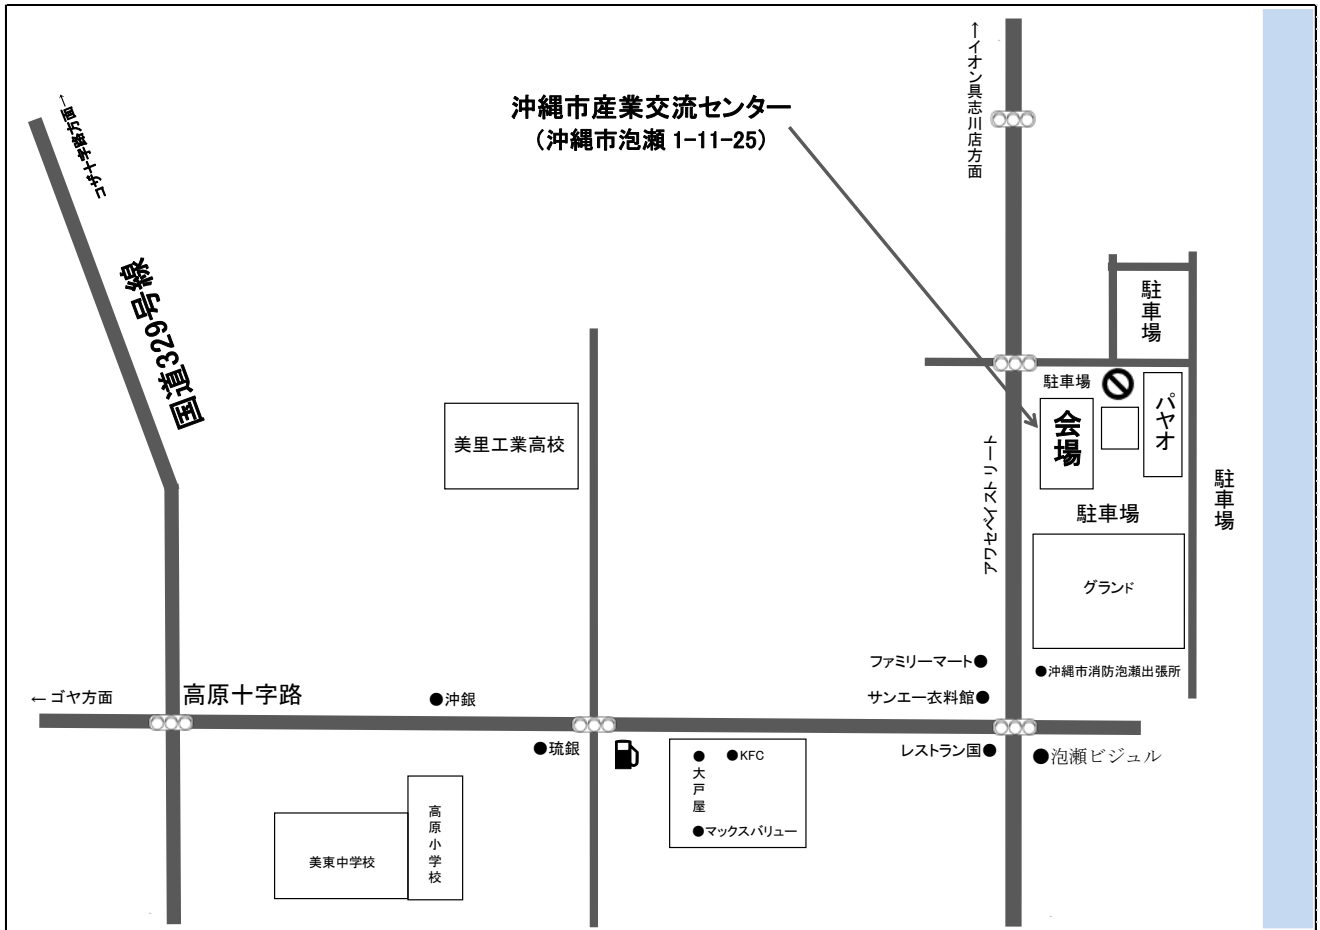 ←イオン具志川店方面
沖縄市産業交流センター
（沖縄市泡瀬 1-11-25）
コザ十字路方面→
国道329号線
駐車場
駐車場
パヤオ
会場
美里工業高校
アワセベイストリート
駐車場
駐車場
グランド
ファミリーマート●
●沖縄市消防泡瀬出張所
← ゴヤ方面
高原十字路
●沖銀
サンエー衣料館●
●琉銀
●大戸屋
●KFC
レストラン国●
●泡瀬ビジュル
●マックスバリュー
高原小学校
美東中学校